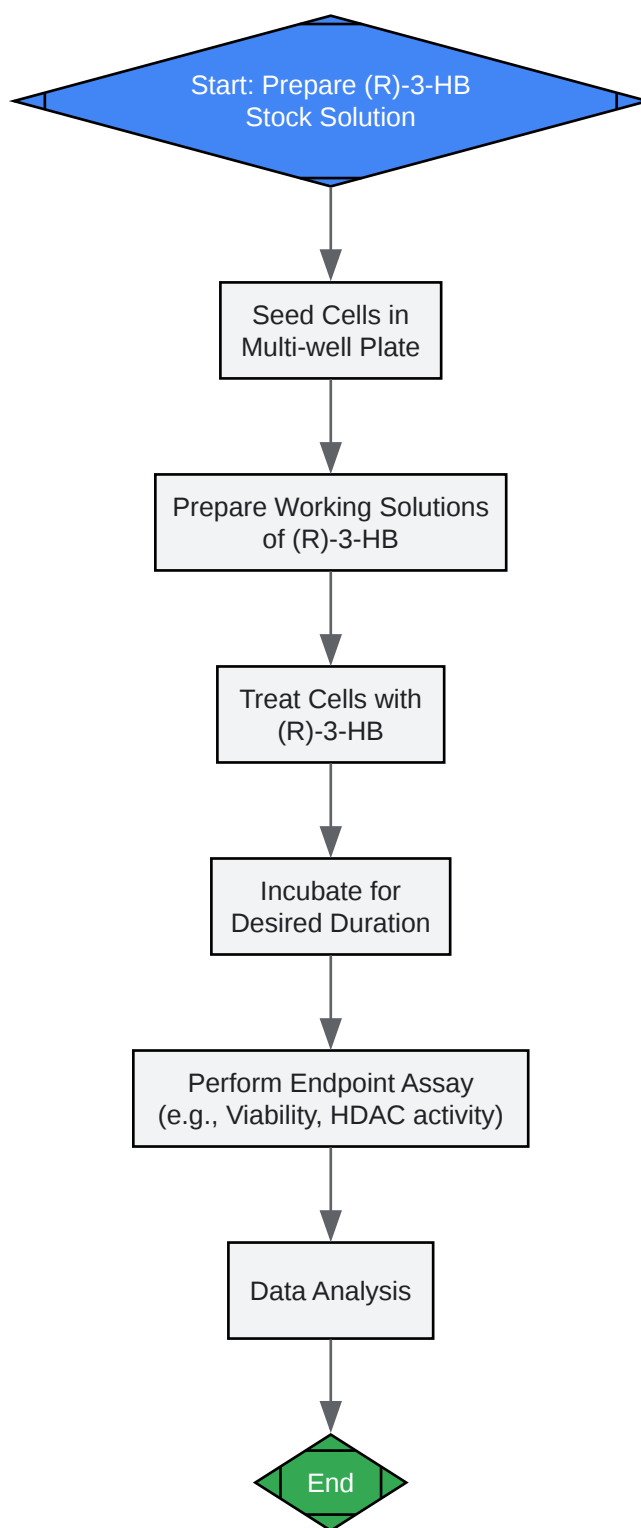 Start: Prepare (R)-3-HB
Stock Solution
Seed Cells in
Multi-well Plate
Prepare Working Solutions
of (R)-3-HB
Treat Cells with
(R)-3-HB
Incubate for
Desired Duration
Perform Endpoint Assay
(e.g., Viability, HDAC activity)
Data Analysis
End